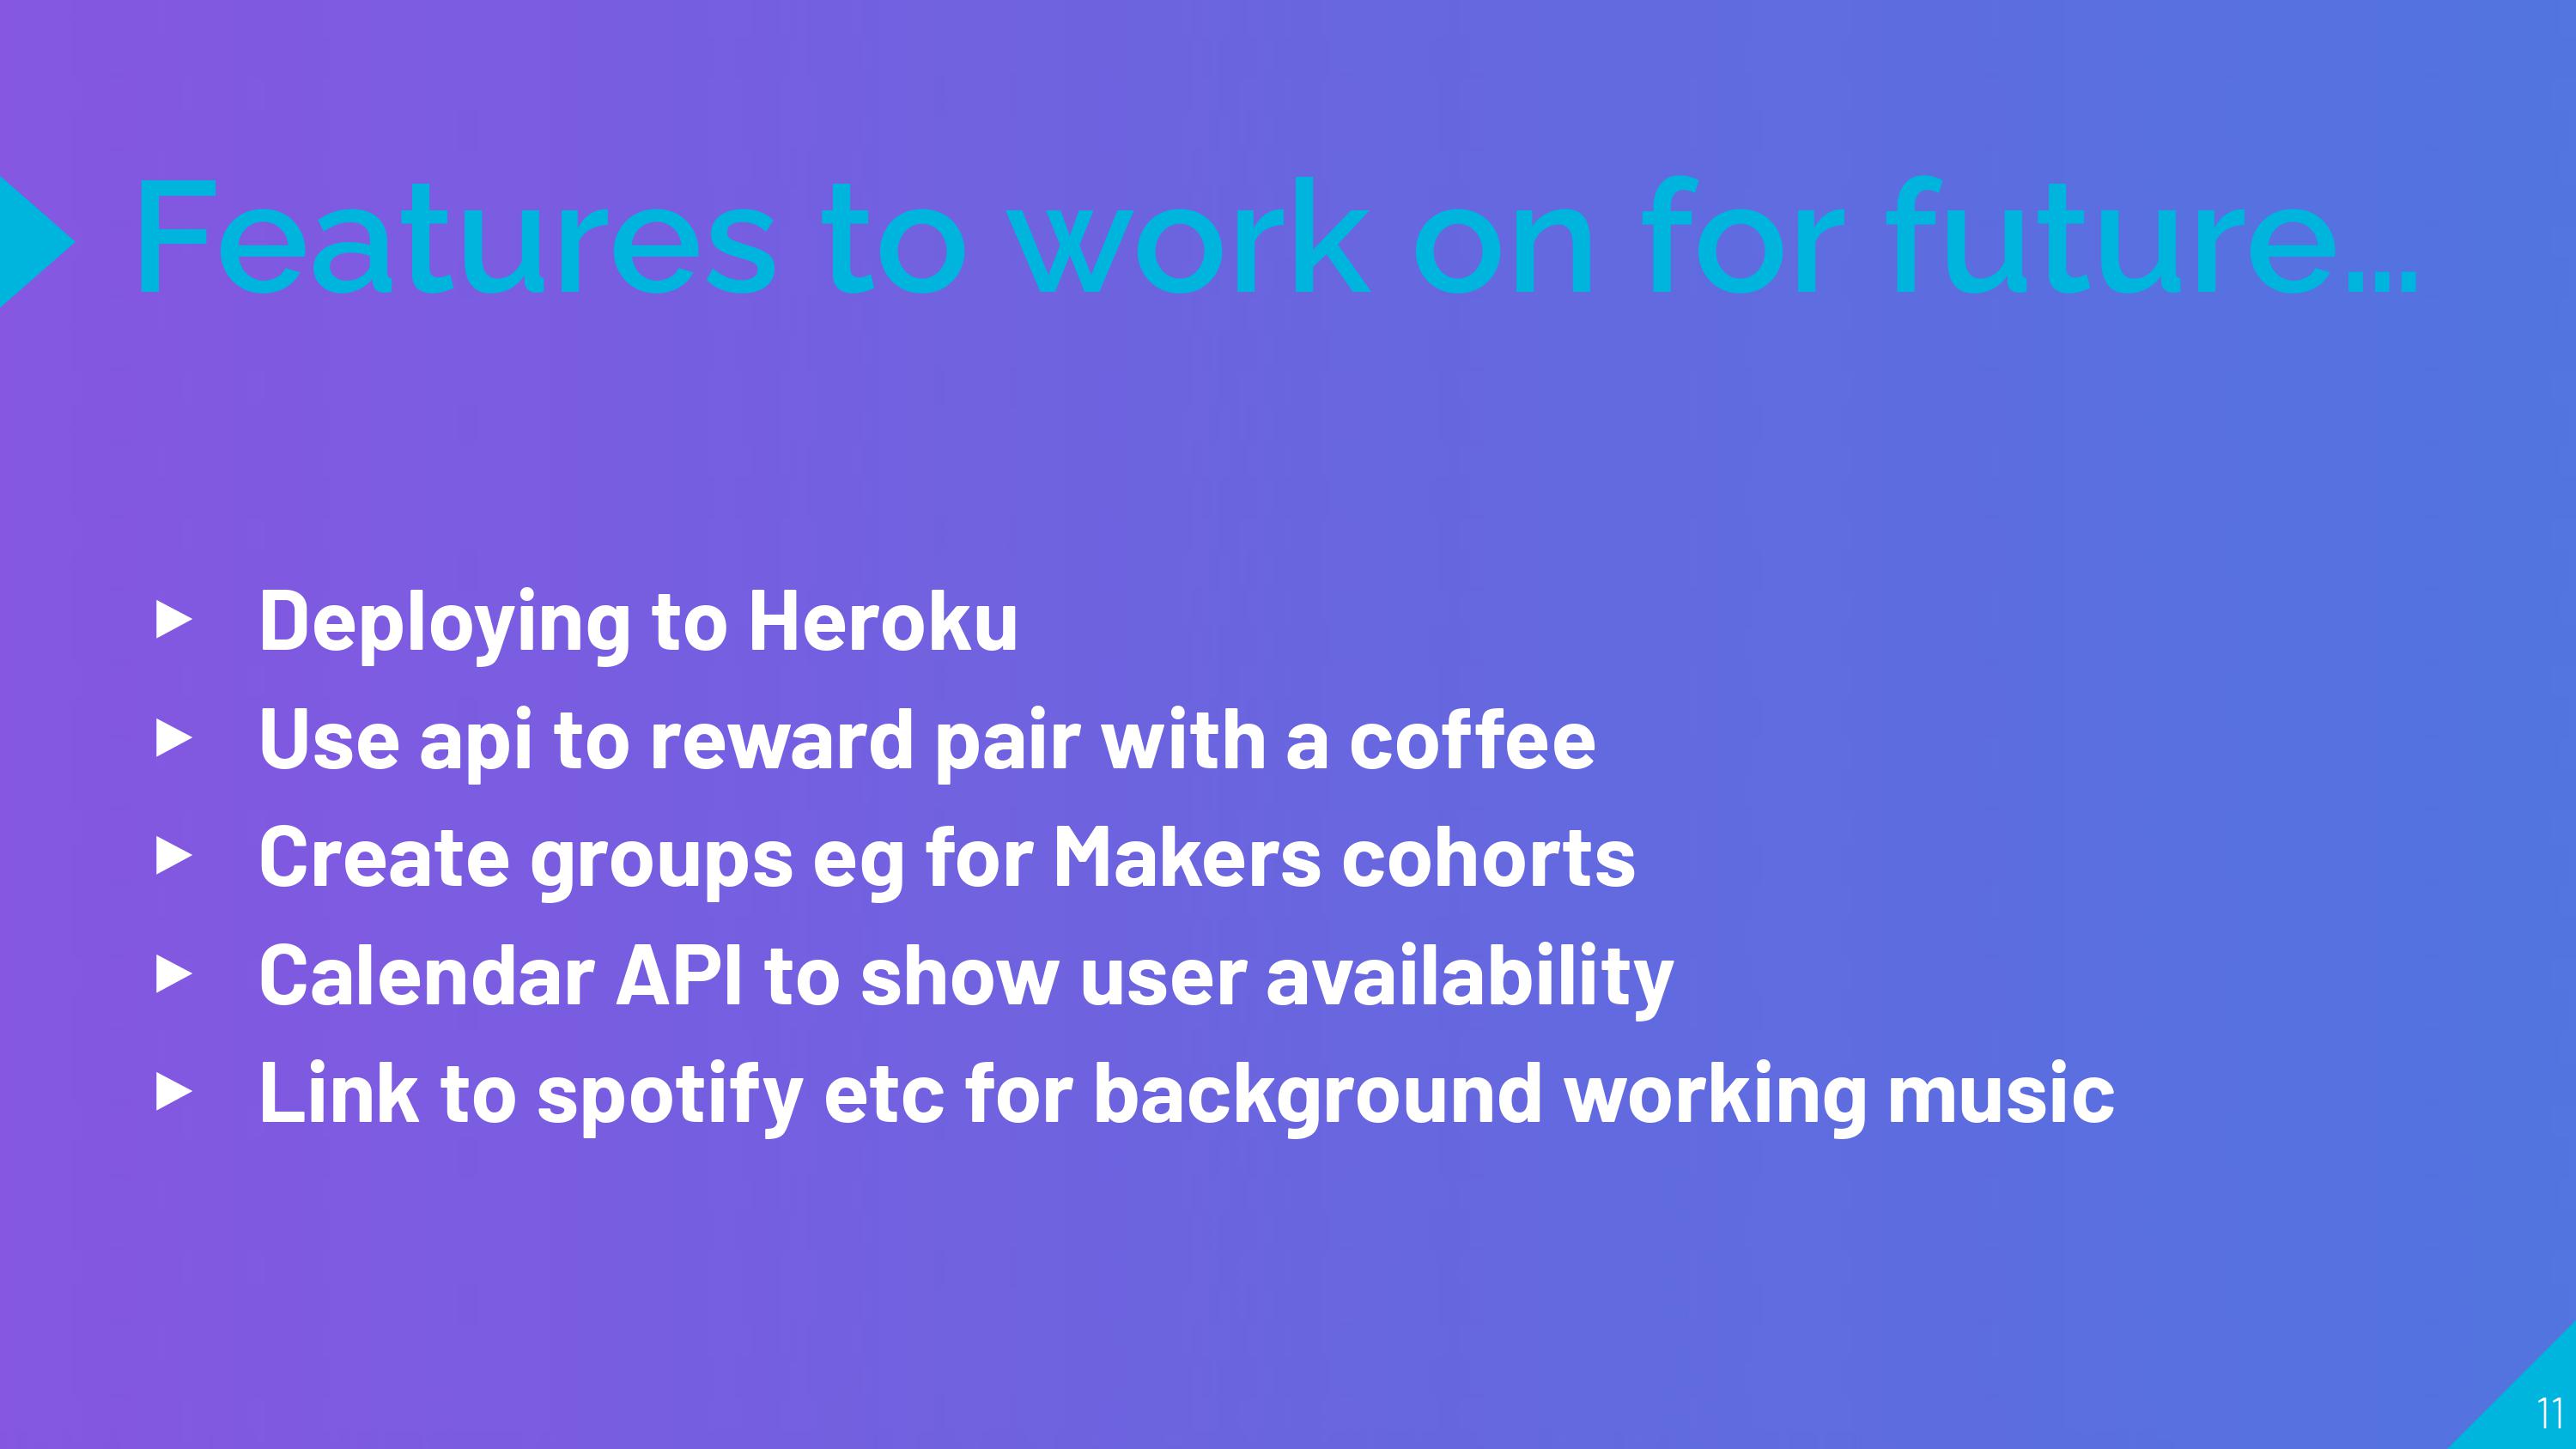 Features to work on for future...
► Deploying to Heroku
► Use api to reward pair with a coffee
► Create groups eg for Makers cohorts
► Calendar API to show user availability
► Link to spotify etc for background working music
11